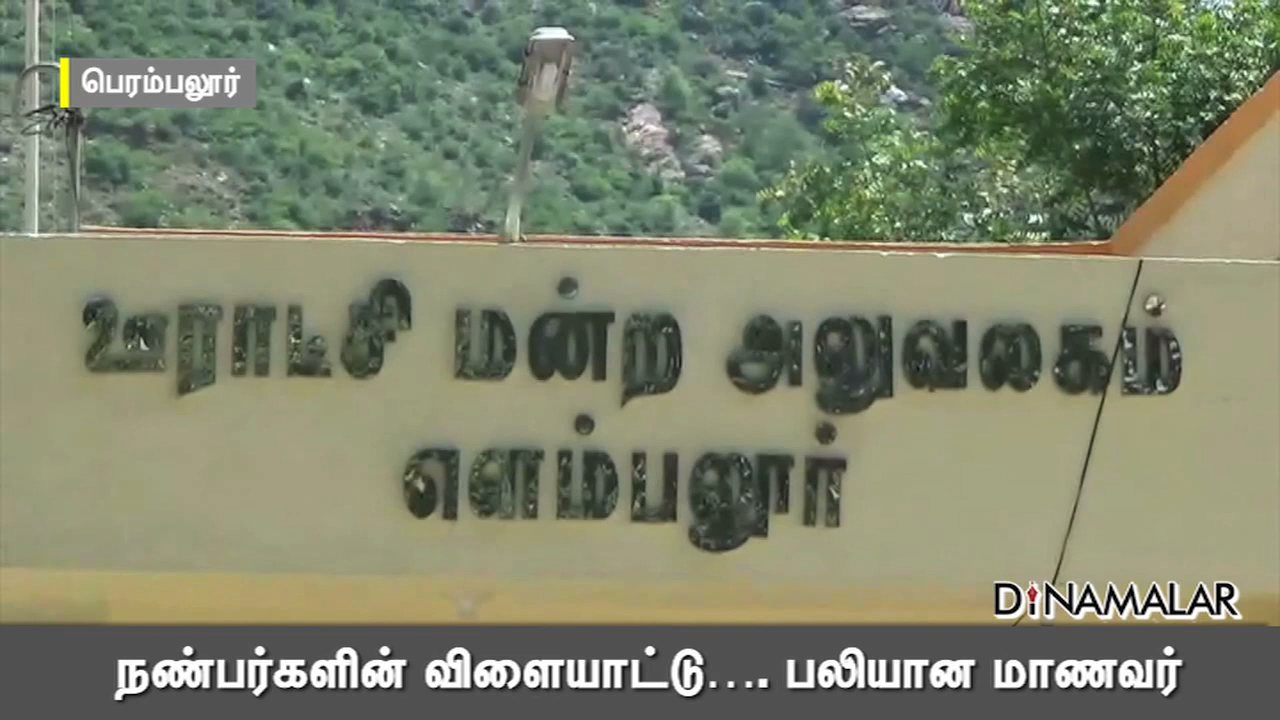 பெரம்பலூர்
ஊராட்சி மன்ற அலுவலகம்
எளம்பலூர்
DINAMALAR
நண்பர்களின் விளையாட்டு.... பலியான மாணவர்